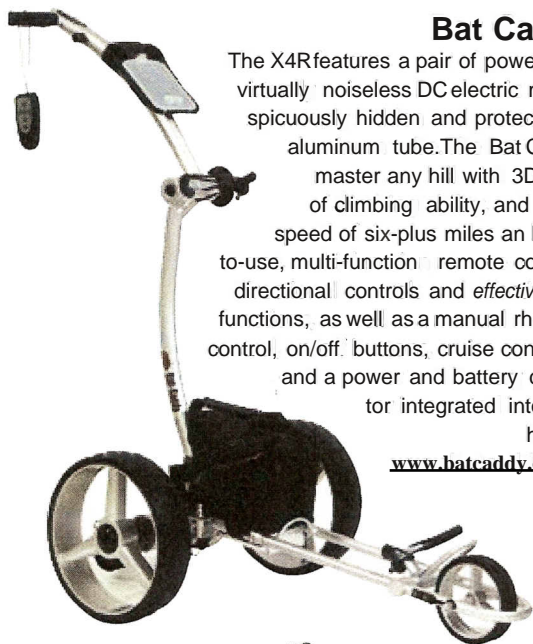 Bat Ca
The X4R features a pair of powe
virtually noiseless DC electric
spicuously hidden and protec
aluminum tube. The Bat C
master any hill with 3D
of climbing ability, and
speed of six-plus miles an
to-use, multi-function remote co
directional controls and effectiv
functions, as well as a manual rh
control, on/off buttons, cruise con
and a power and battery
tor integrated int
h
www.batcaddy.